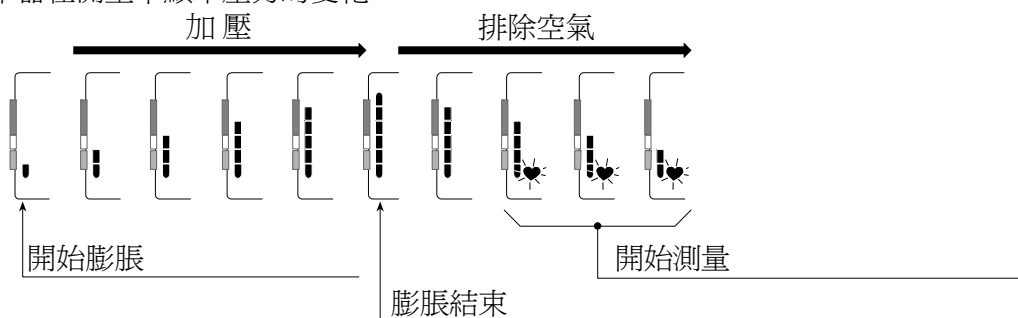 加 壓
排除空氣
開始膨脹
開始測量
膨脹結束